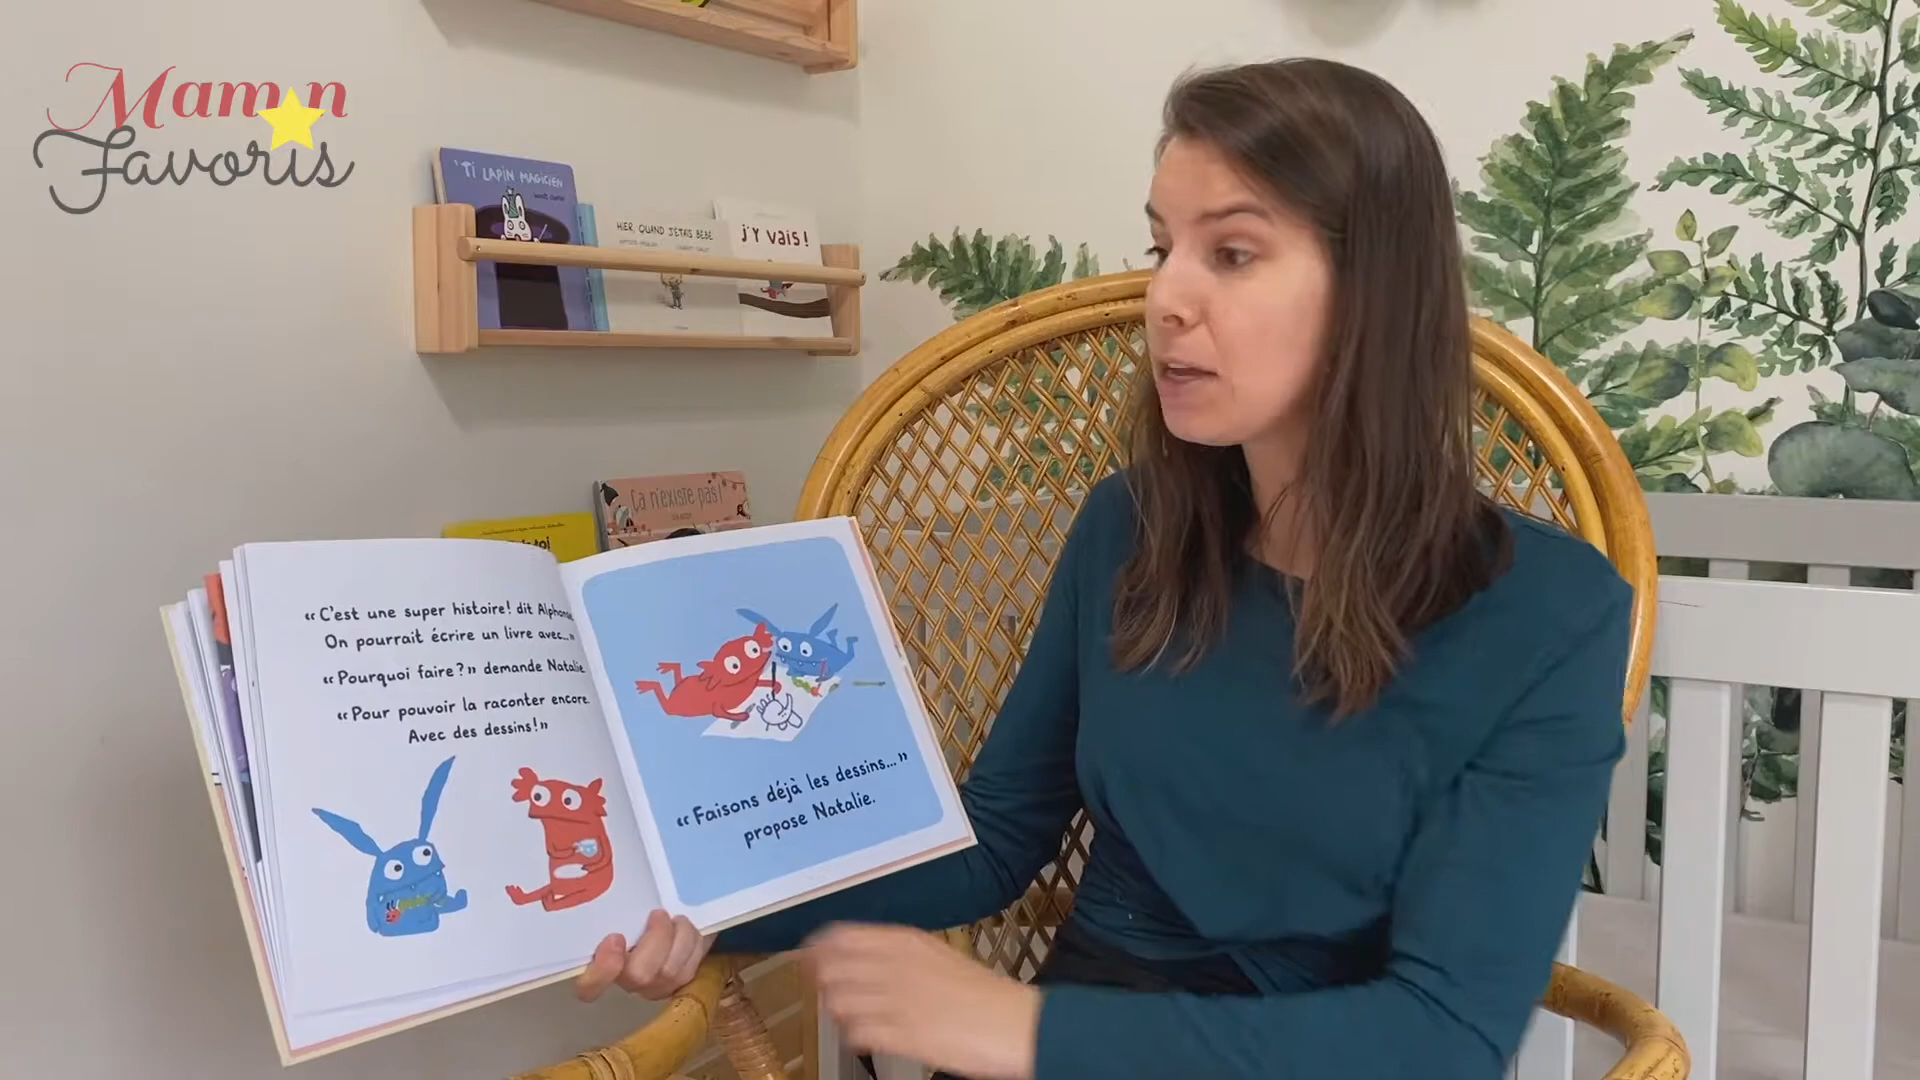 Mam n
Favoris
'TI LAPIN MAGICIEN
HIER, QUAND J'ÉTAIS BÉBÉ
J'Y VAIS!
Ça n'existe pas!
« C'est une super histoire! dit Alphonse
On pourrait écrire un livre avec... »
« Pourquoi faire? » demande Natalie.
« Pour pouvoir la raconter encore.
Avec des dessins! »
« Faisons déjà les dessins... »
propose Natalie.